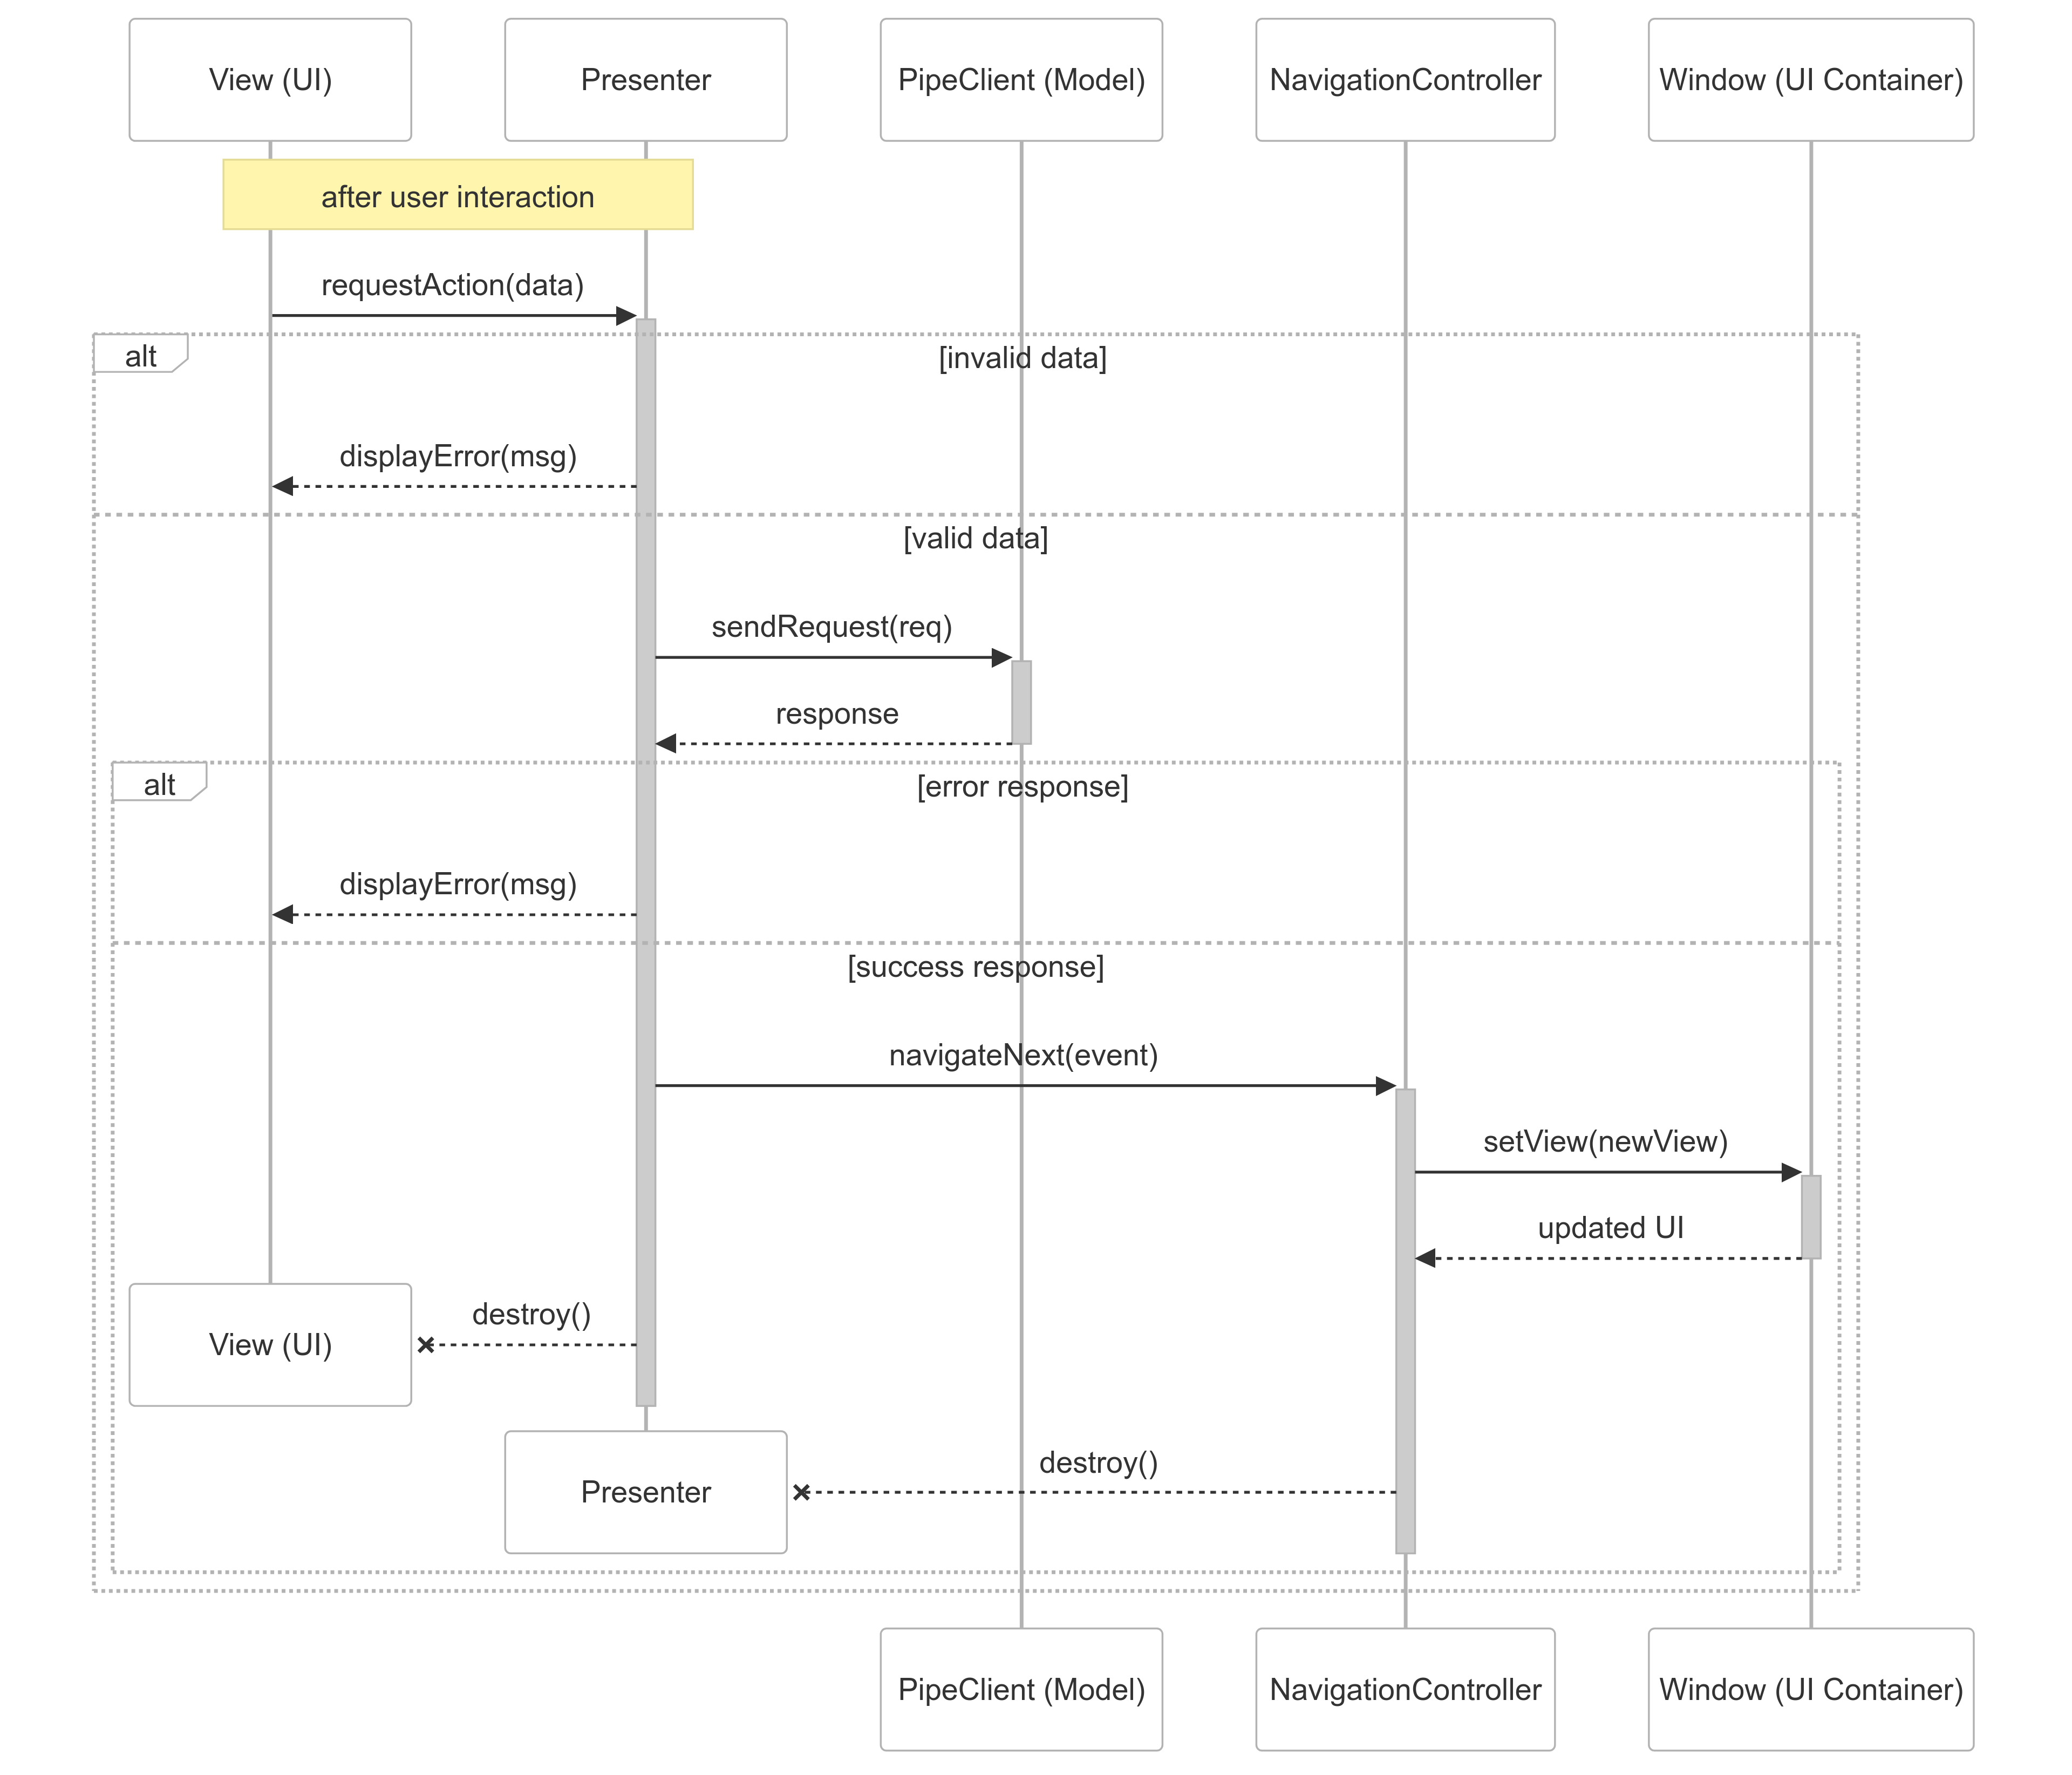 View (UI)
Presenter
PipeClient (Model)
NavigationController
Window (UI Container)
after user interaction
requestAction(data)
alt
[invalid data]
displayError(msg)
[valid data]
sendRequest(req)
response
alt
[error response]
displayError(msg)
[success response]
navigateNext(event)
setView(newView)
updated UI
destroy()
View (UI)
destroy()
Presenter
PipeClient (Model)
NavigationController
Window (UI Container)